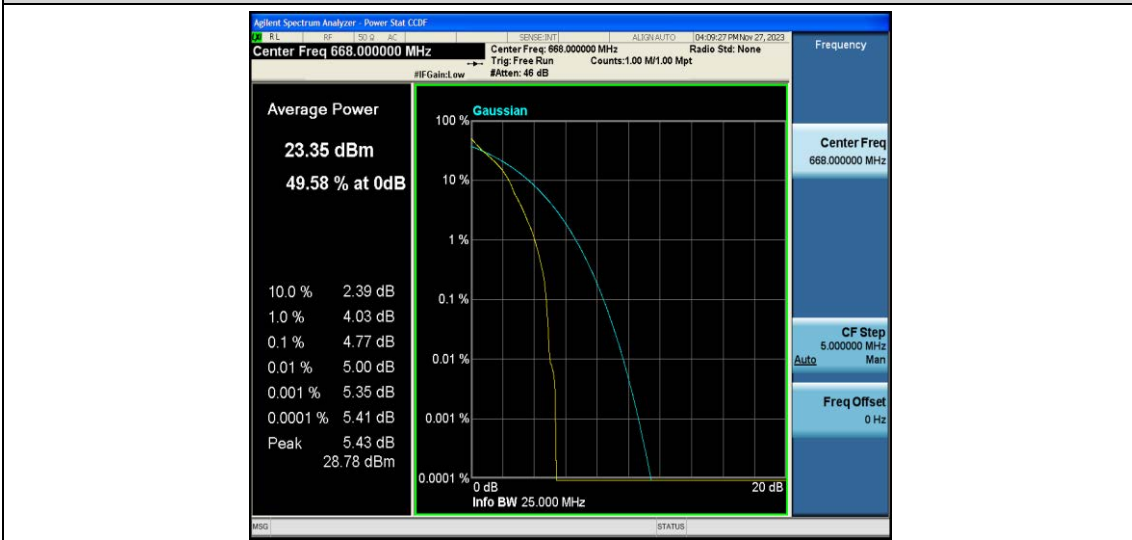 Agilent Spectrum Analyzer - Power Stat CCDF
LXI RL RF 50 Ω AC SENSE:INT ALIGNAUTO 04:09:27 PM Nov 27, 2023
Center Freq 668.000000 MHz
Center Freq: 668.000000 MHz Radio Std: None
Trig: Free Run Counts:1.00 M/1.00 Mpt
#IFGain:Low #Atten: 46 dB
Frequency
Average Power
23.35 dBm
49.58 % at 0dB
10.0 % 2.39 dB
1.0 % 4.03 dB
0.1 % 4.77 dB
0.01 % 5.00 dB
0.001 % 5.35 dB
0.0001 % 5.41 dB
Peak 5.43 dB
28.78 dBm
Gaussian
100 %
10 %
1 %
0.1 %
0.01 %
0.001 %
0.0001 %
0 dB 20 dB
Info BW 25.000 MHz
Center Freq
668.000000 MHz
CF Step
5.000000 MHz
Auto Man
Freq Offset
0 Hz
MSG STATUS